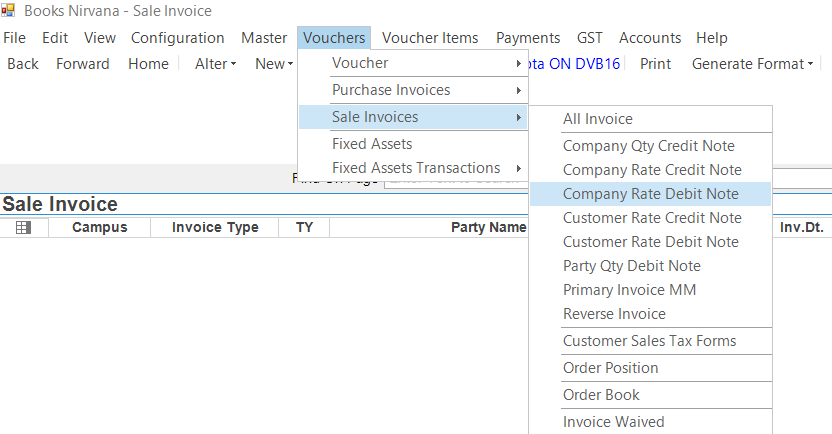 Books Nirvana - Sale Invoice
File Edit View Configuration Master Vouchers Voucher Items Payments GST Accounts Help
Back Forward Home Alter New ota ON DVB16 Print Generate Format
Voucher
Purchase Invoices
Sale Invoices
Fixed Assets
Fixed Assets Transactions
All Invoice
Company Qty Credit Note
Company Rate Credit Note
Company Rate Debit Note
Customer Rate Credit Note
Customer Rate Debit Note
Party Qty Debit Note
Primary Invoice MM
Reverse Invoice
Customer Sales Tax Forms
Order Position
Order Book
Invoice Waived
Sale Invoice
Campus Invoice Type TY Party Name Inv.Dt.